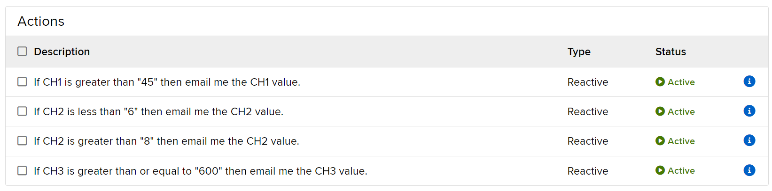 Actions
Description Type Status
If CH1 is greater than "45" then email me the CH1 value. Reactive Active
If CH2 is less than "6" then email me the CH2 value. Reactive Active
If CH2 is greater than "8" then email me the CH2 value. Reactive Active
If CH3 is greater than or equal to "600" then email me the CH3 value. Reactive Active